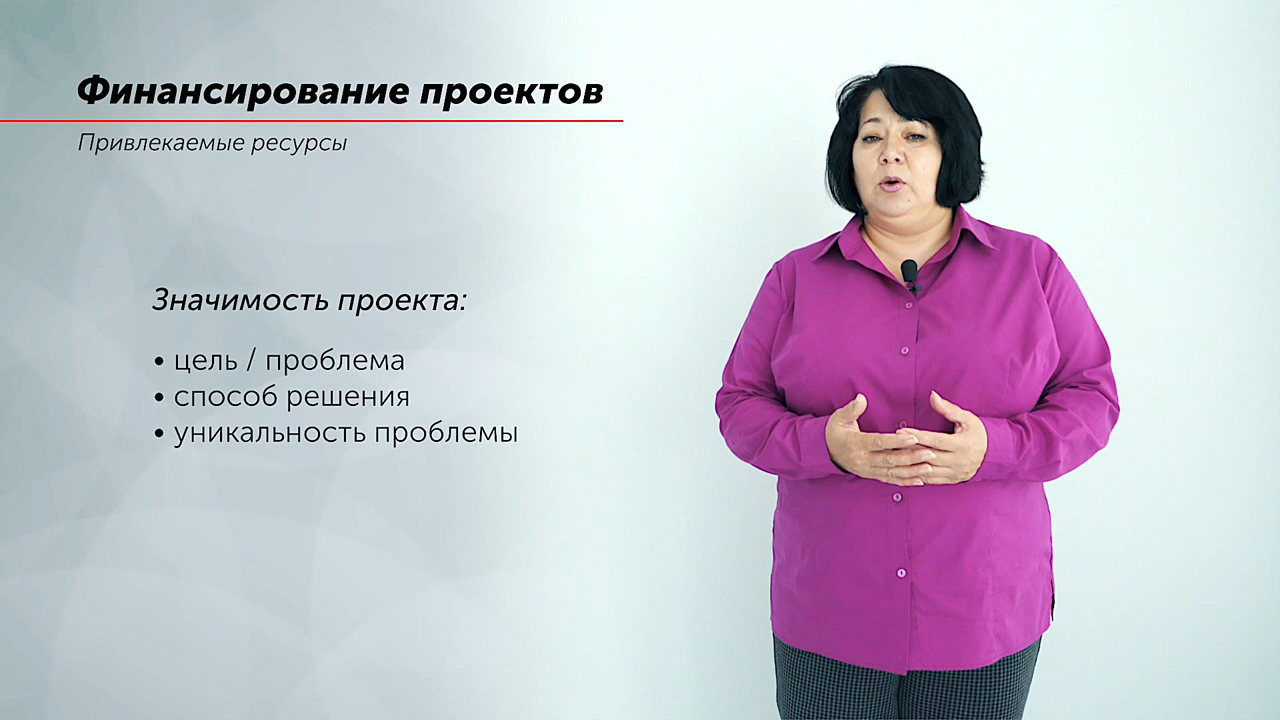 Финансирование проектов
Привлекаемые ресурсы
Значимость проекта:
• цель / проблема
• способ решения
• уникальность проблемы